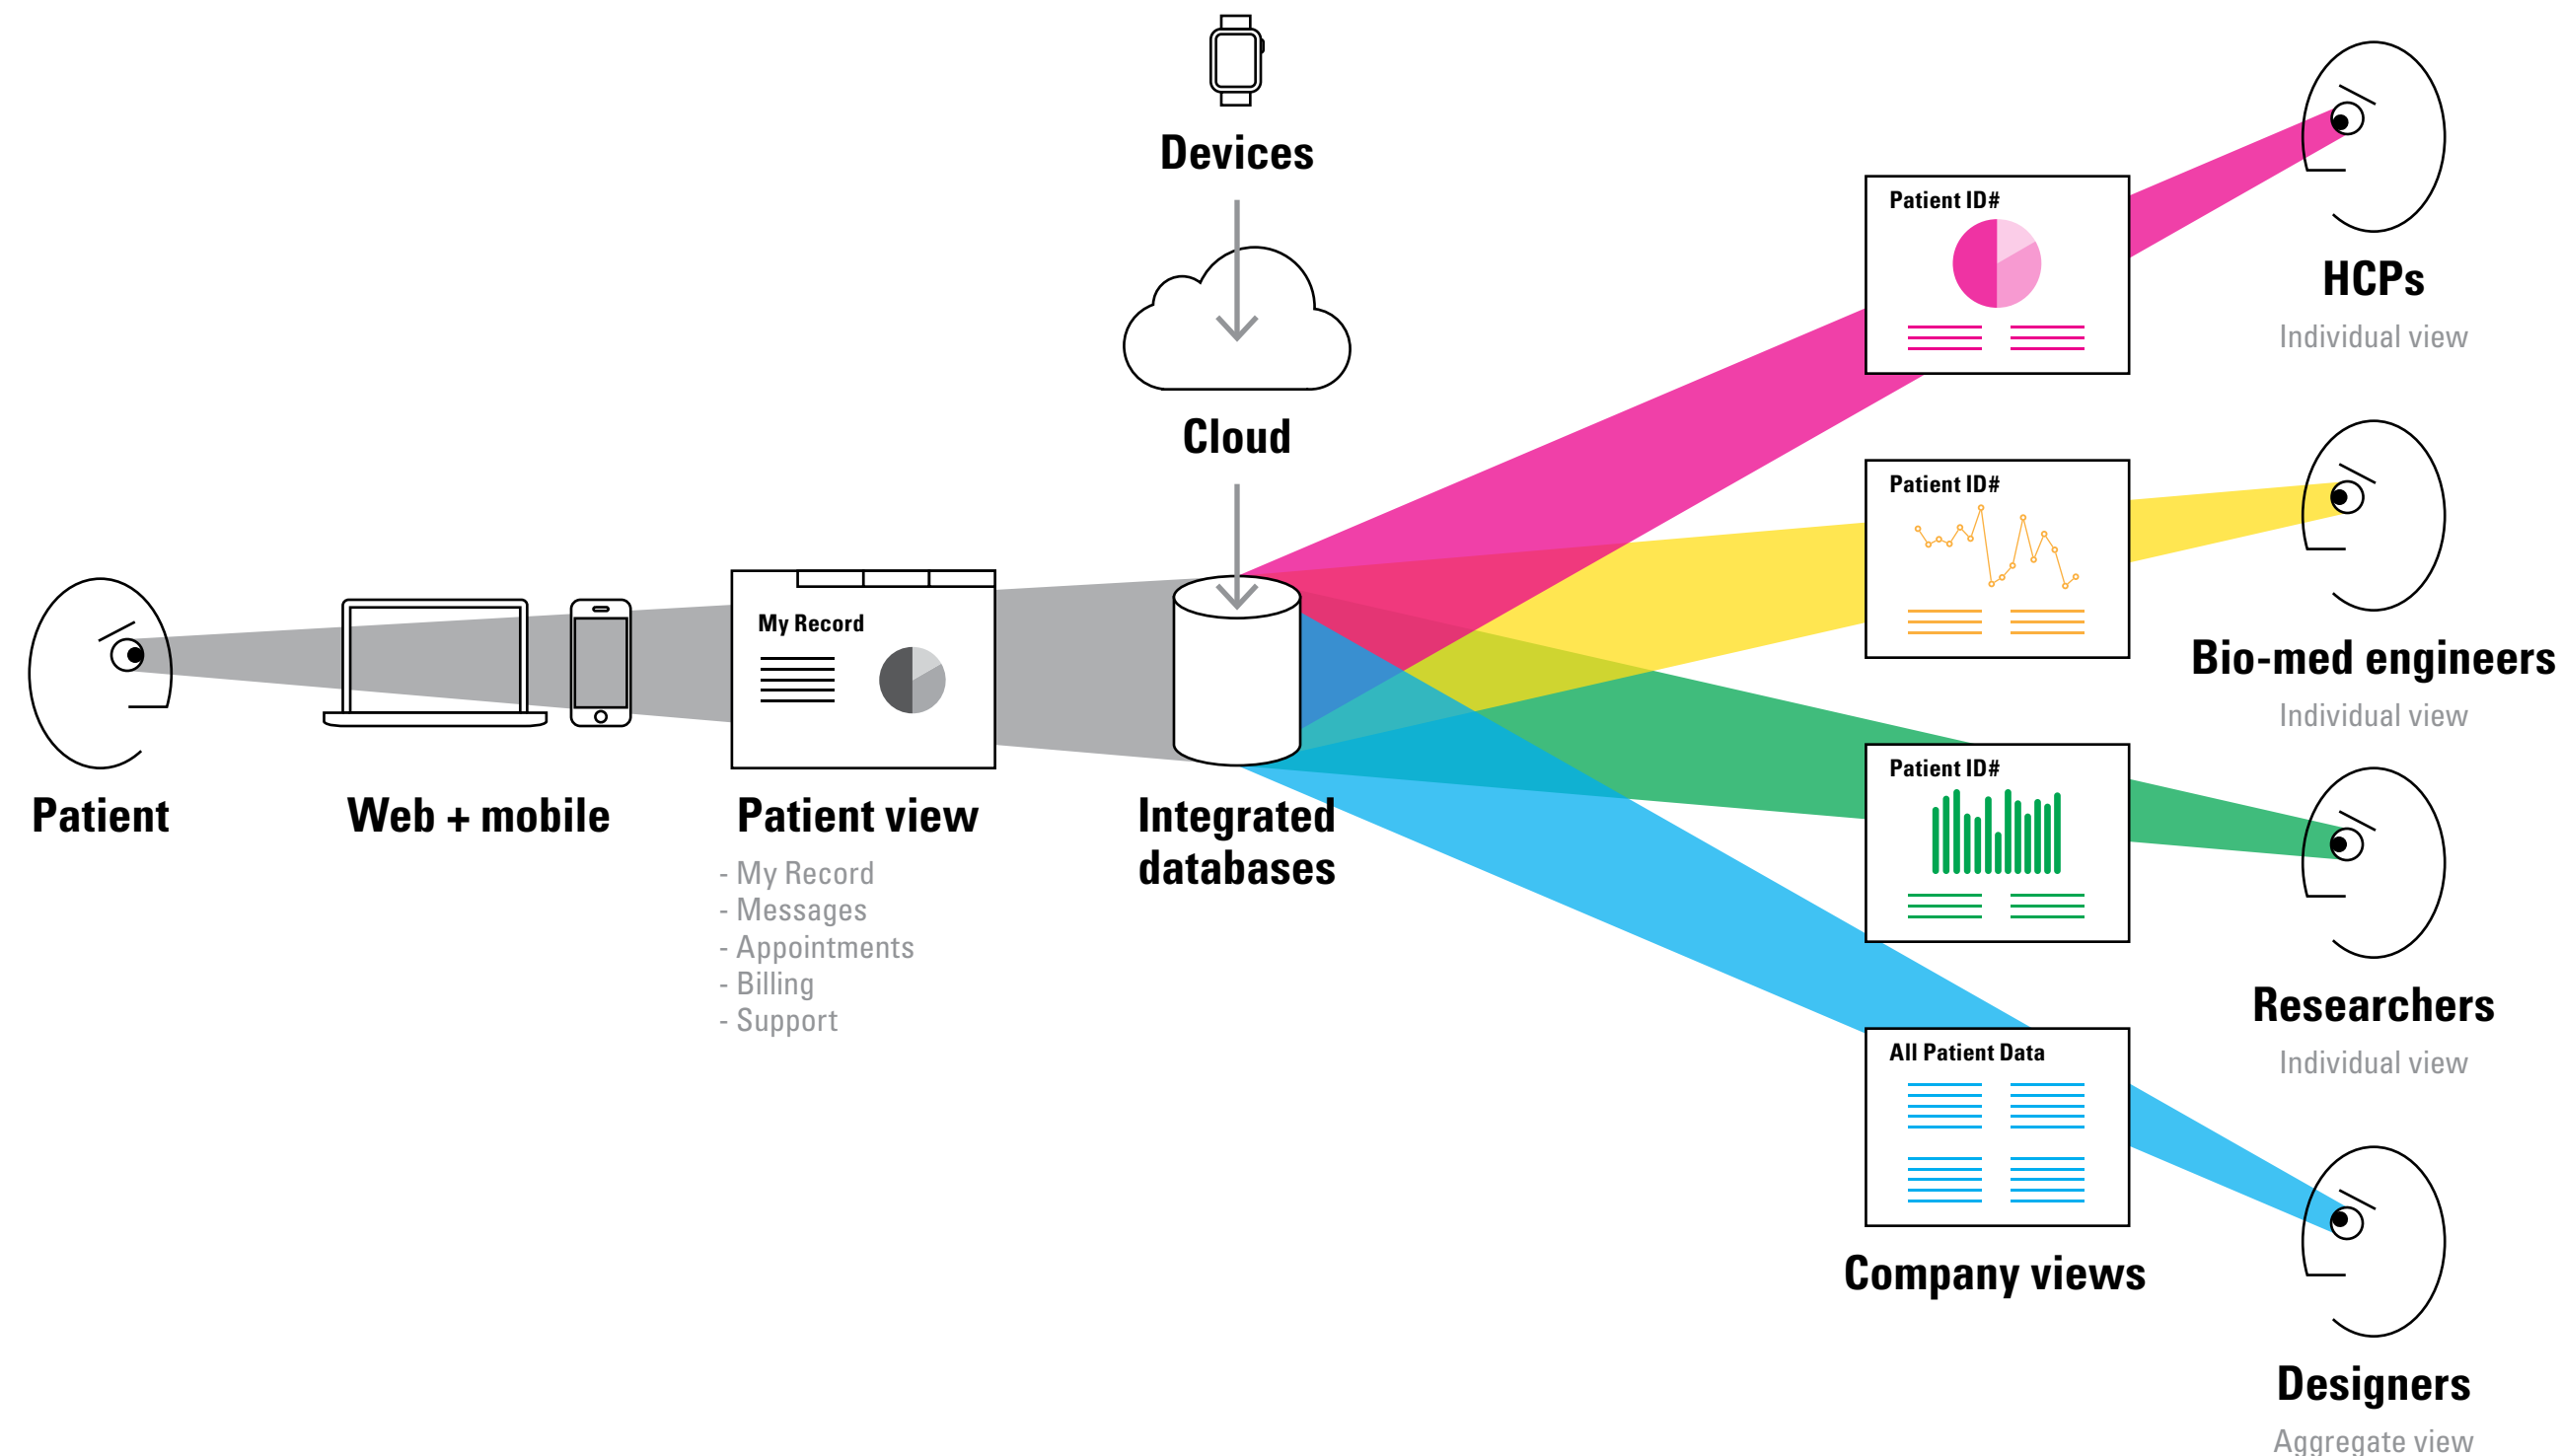 Devices
Cloud
Patient
Web + mobile
My Record
Patient view
- My Record
- Messages
- Appointments
- Billing
- Support
Integrated
databases
Patient ID#
HCPs
Individual view
Patient ID#
Bio-med engineers
Individual view
Patient ID#
Researchers
Individual view
All Patient Data
Company views
Designers
Aggregate view